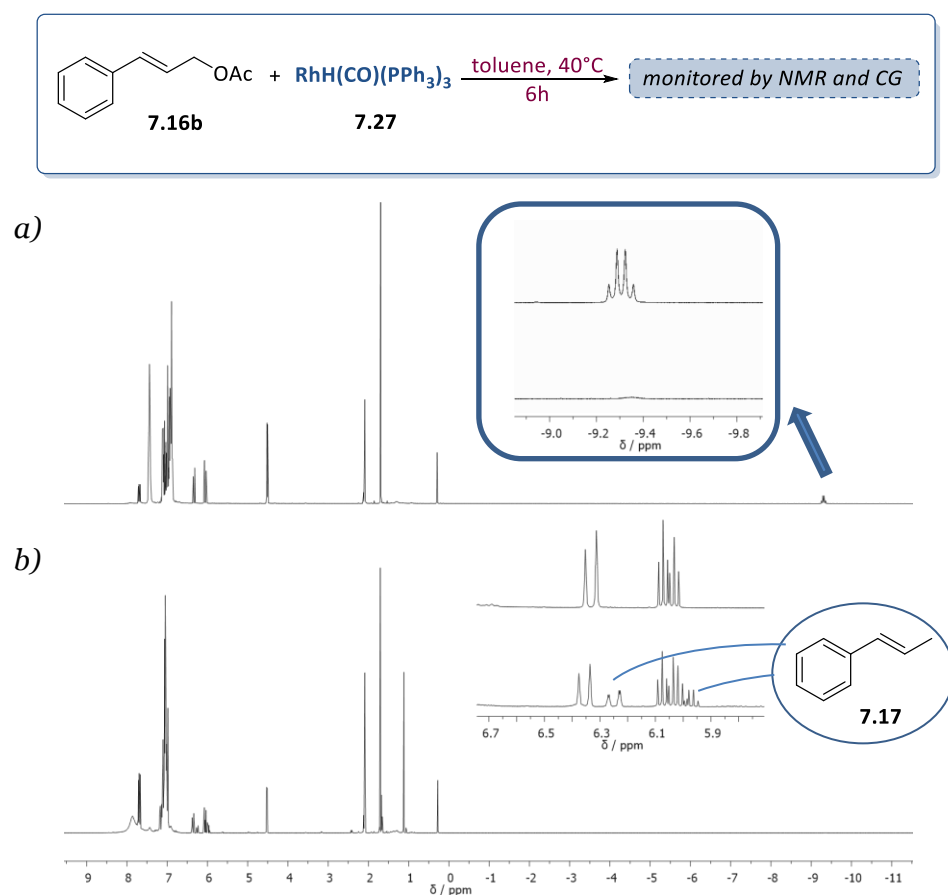 OAc + RhH(CO)(PPh3)3 toluene, 40°C monitored by NMR and CG
6h
7.16b 7.27
a)
-9.0 -9.2 -9.4 -9.6 -9.8
δ / ppm
b)
7.17
6.7 6.5 6.3 6.1 5.9
δ / ppm
9 8 7 6 5 4 3 2 1 0 -1 -2 -3 -4 -5 -6 -7 -8 -9 -10 -11
δ / ppm